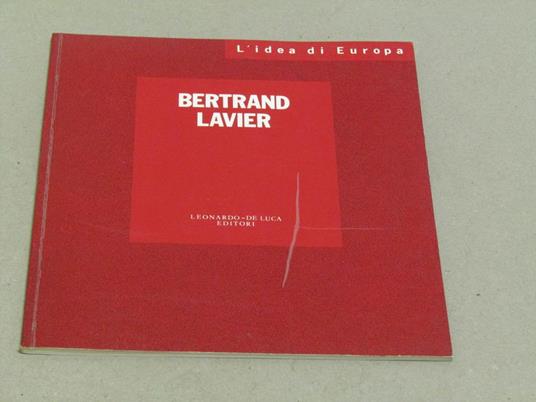 L'idea di Europa
BERTRAND
LAVIER
LEONARDO-DE LUCA
EDITORI